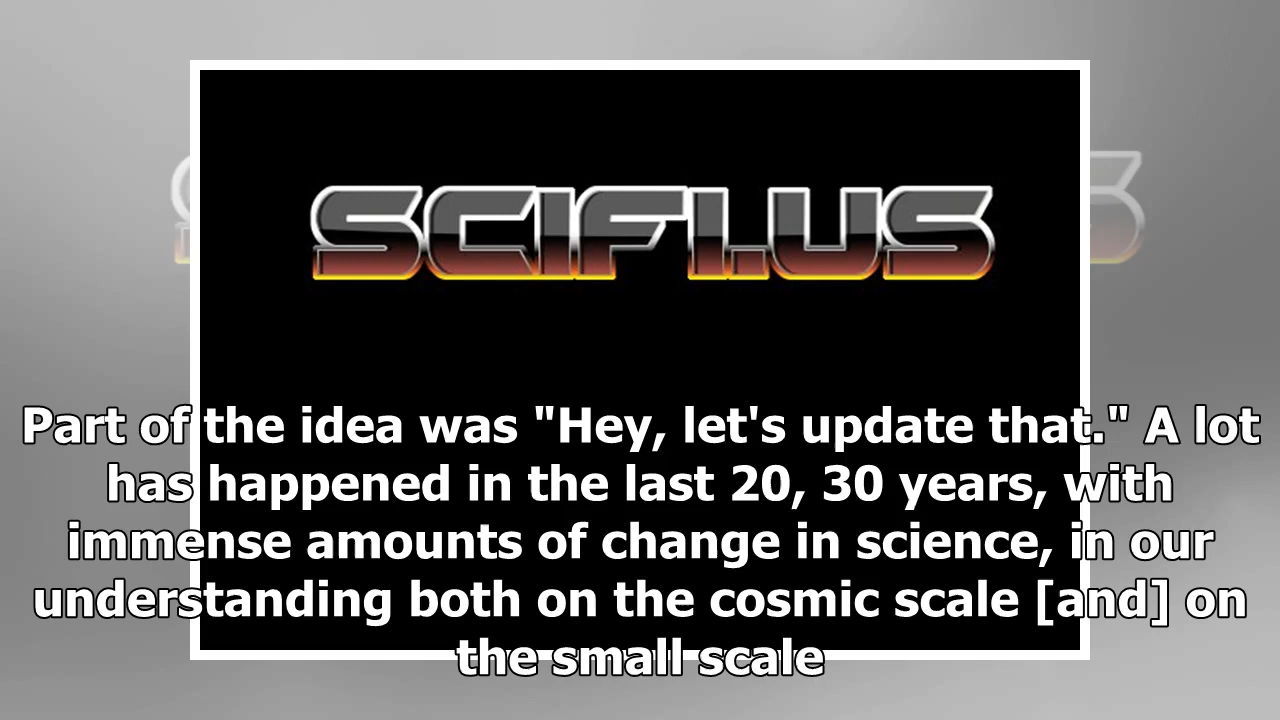 SCIFI.US
Part of the idea was "Hey, let's update that." A lot
has happened in the last 20, 30 years, with
immense amounts of change in science, in our
understanding both on the cosmic scale [and] on
the small scale